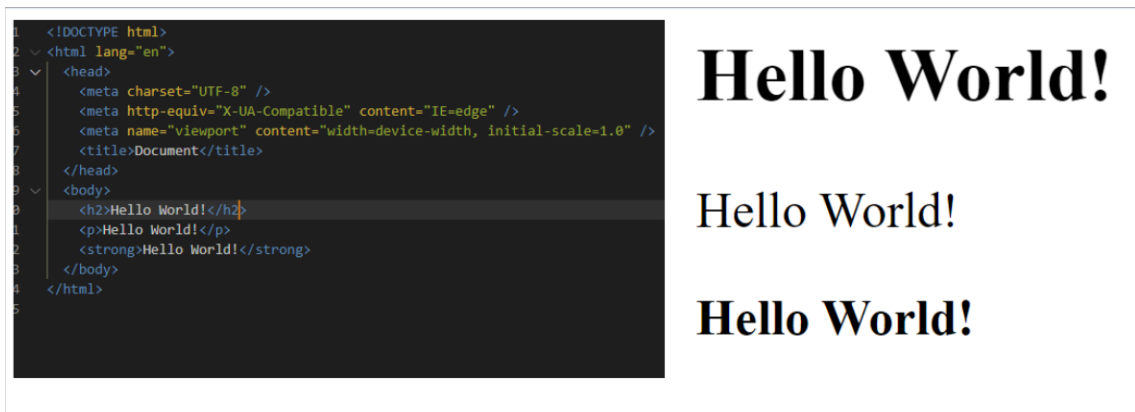 1 <!DOCTYPE html>
2 <html lang="en">
3 <head>
4 <meta charset="UTF-8" />
5 <meta http-equiv="X-UA-Compatible" content="IE=edge" />
6 <meta name="viewport" content="width=device-width, initial-scale=1.0" />
7 <title>Document</title>
8 </head>
9 <body>
0 <h2>Hello World!</h2>
1 <p>Hello World!</p>
2 <strong>Hello World!</strong>
3 </body>
4 </html>
5
Hello World!
Hello World!
Hello World!